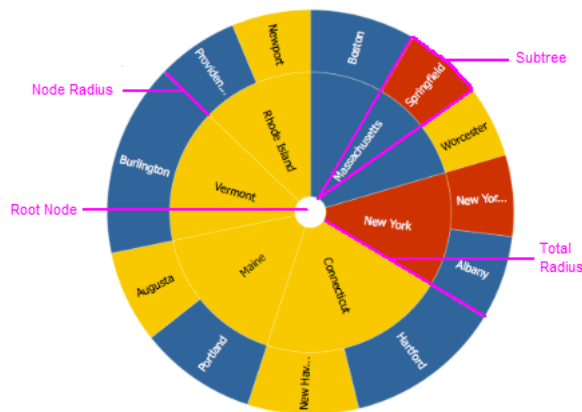 Newport
Boston
Subtree
Providen...
Springfield
Node Radius
Rhode Island
Massachusetts
Worcester
Burlington
Vermont
New Yor...
Root Node
New York
Total
Radius
Albany
Maine
Connecticut
Augusta
Portland
Hartford
New Hav...